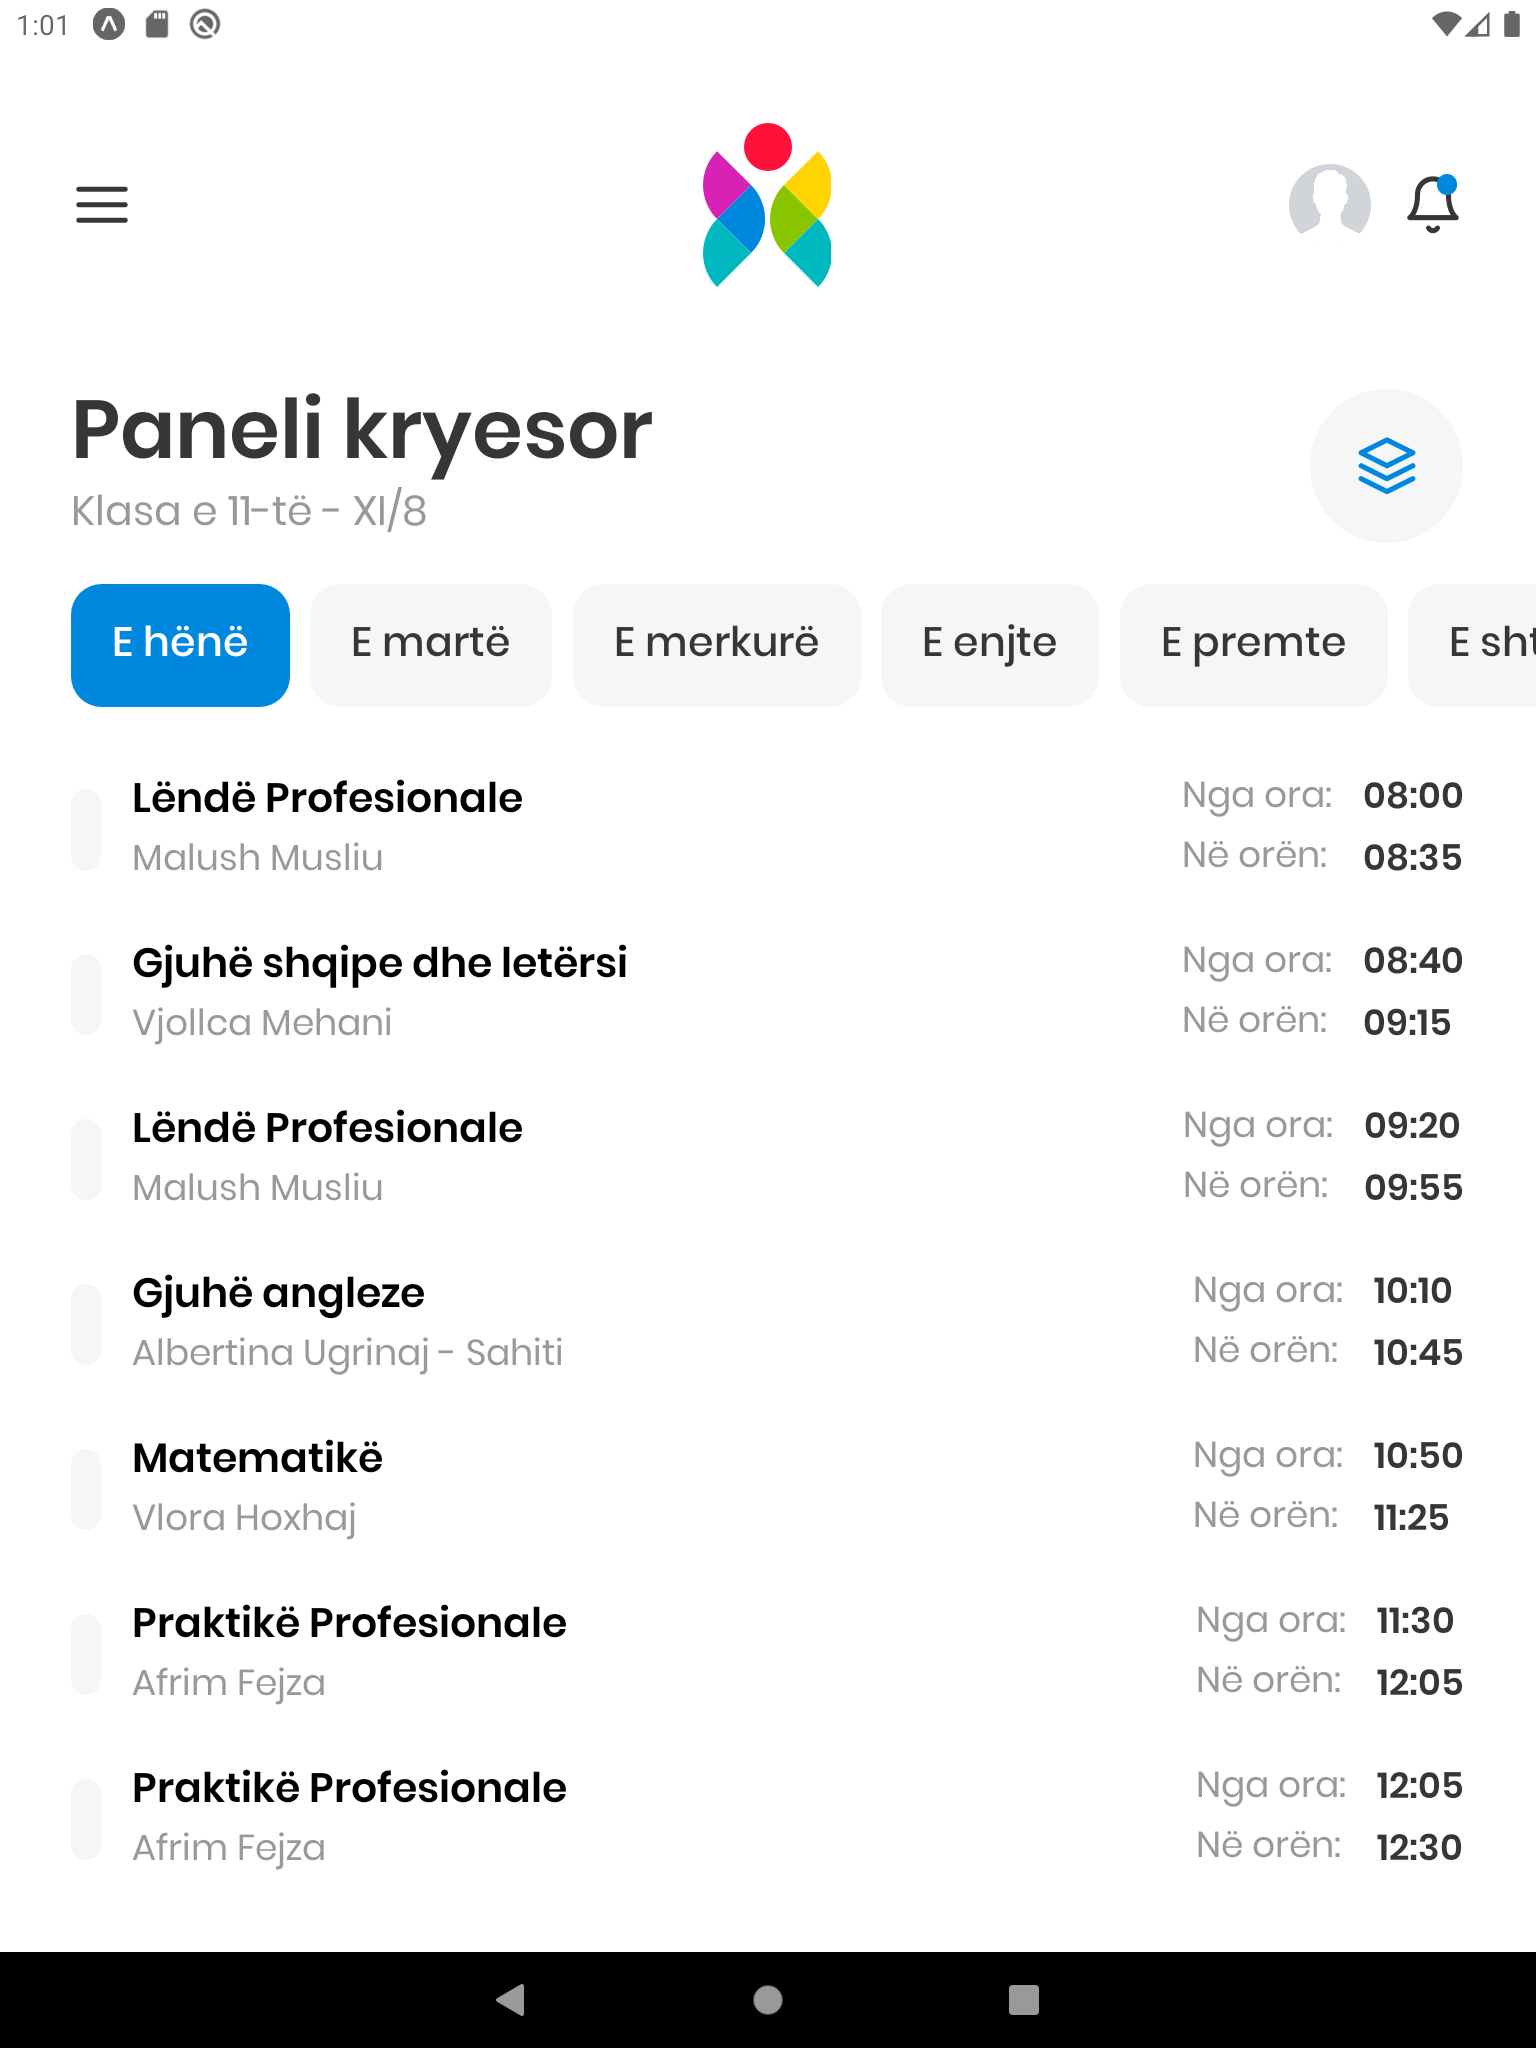 1:01
Paneli kryesor
Klasa e 11-të - XI/8
E hënë E martë E merkurë E enjte E premte E sht
Lëndë Profesionale Nga ora: 08:00
Malush Musliu Në orën: 08:35
Gjuhë shqipe dhe letërsi Nga ora: 08:40
Vjollca Mehani Në orën: 09:15
Lëndë Profesionale Nga ora: 09:20
Malush Musliu Në orën: 09:55
Gjuhë angleze Nga ora: 10:10
Albertina Ugrinaj - Sahiti Në orën: 10:45
Matematikë Nga ora: 10:50
Vlora Hoxhaj Në orën: 11:25
Praktikë Profesionale Nga ora: 11:30
Afrim Fejza Në orën: 12:05
Praktikë Profesionale Nga ora: 12:05
Afrim Fejza Në orën: 12:30